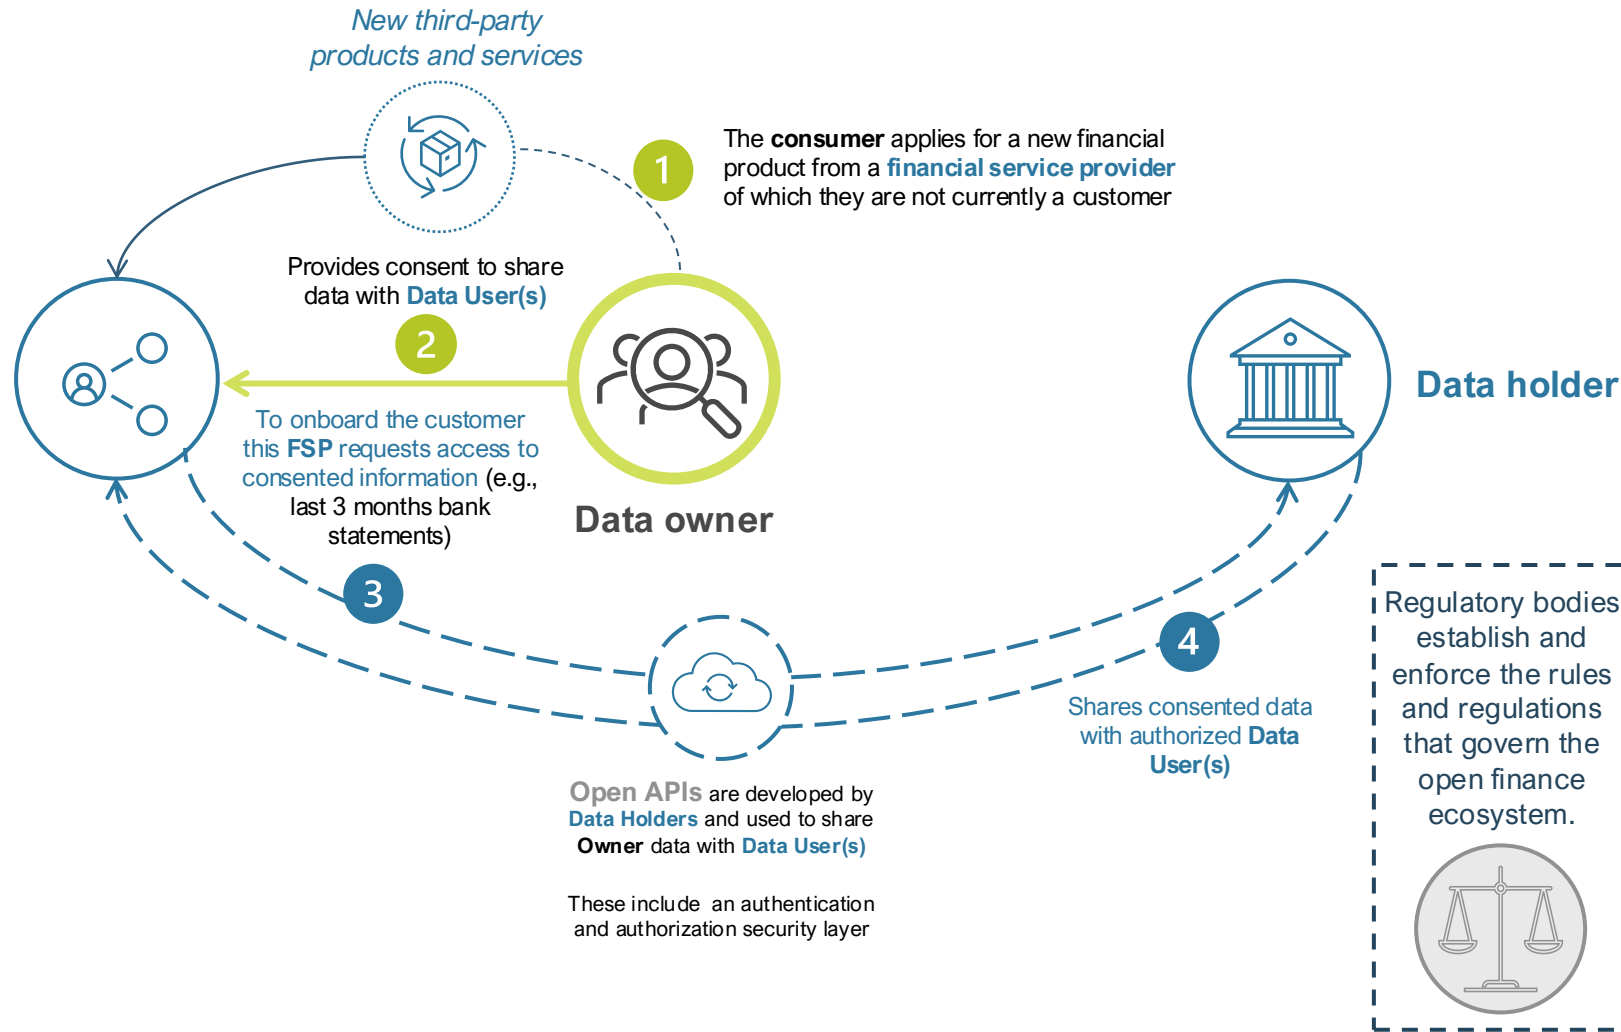 New third-party
products and services
1
The consumer applies for a new financial
product from a financial service provider
of which they are not currently a customer
Provides consent to share
data with Data User(s)
2
To onboard the customer
this FSP requests access to
consented information (e.g.,
last 3 months bank
statements)
3
Data owner
Data holder
4
Shares consented data
with authorized Data
User(s)
Open APIs are developed by
Data Holders and used to share
Owner data with Data User(s)
These include an authentication
and authorization security layer
Regulatory bodies
establish and
enforce the rules
and regulations
that govern the
open finance
ecosystem.